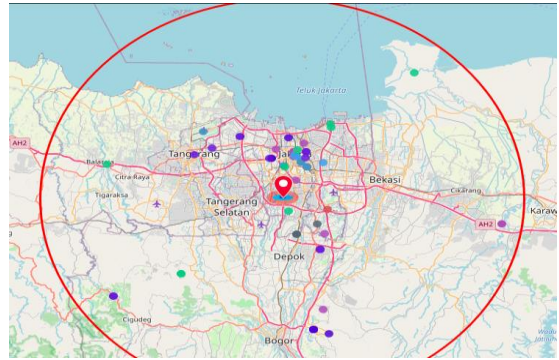 Teluk Jakarta
AH2
Balaraja
Tangerang
Citra Raya
Tigaraksa
Bekasi
Cikarang
Tangerang
Selatan
AH2
Karaw
Depok
Cigudeg
Bogor